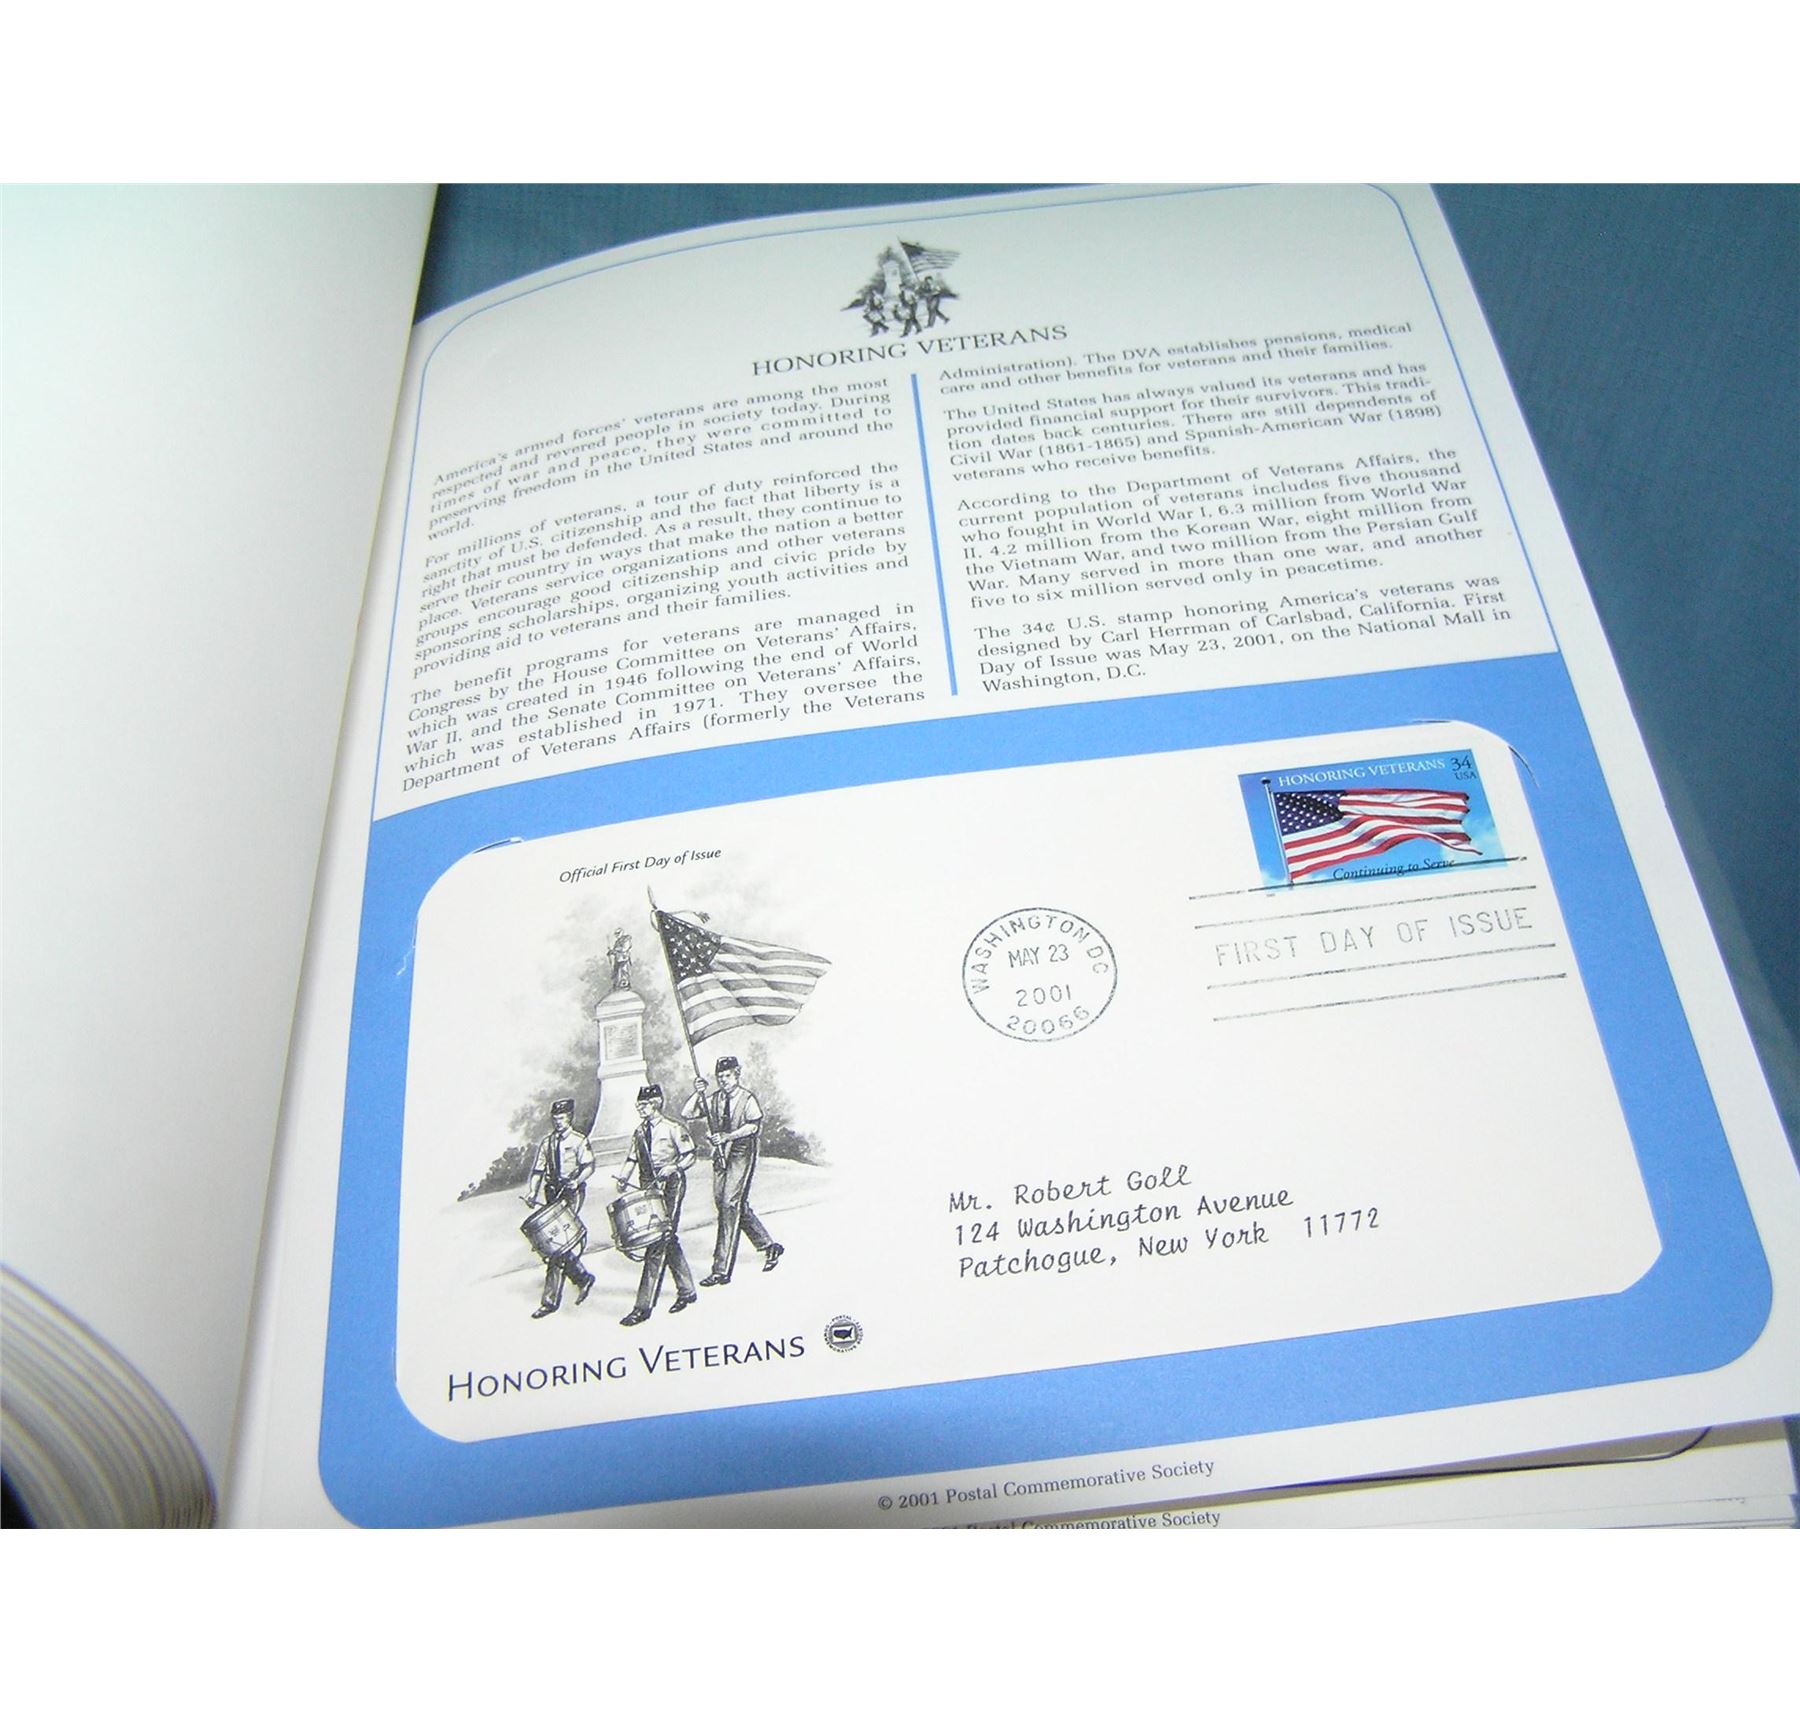 HONORING VETERANS
America's armed forces' veterans are among the most
respected and revered people in society today. During
times of war and peace, they were committed to
preserving freedom in the United States and around the
world.
For millions of veterans, a tour of duty reinforced the
sanctity of U.S. citizenship and the fact that liberty is a
right that must be defended. As a result, they continue to
serve their country in ways that make the nation a better
place. Veterans service organizations and other veterans
groups encourage good citizenship and civic pride by
sponsoring scholarships, organizing youth activities and
providing aid to veterans and their families.
The benefit programs for veterans are managed in
Congress by the House Committee on Veterans' Affairs,
which was created in 1946 following the end of World
War II, and the Senate Committee on Veterans' Affairs,
which was established in 1971. They oversee the
Department of Veterans Affairs (formerly the Veterans
Administration). The DVA establishes pensions, medical
care and other benefits for veterans and their families.
The United States has always valued its veterans and has
provided financial support for their survivors. This tradi-
tion dates back centuries. There are still dependents of
Civil War (1861-1865) and Spanish-American War (1898)
veterans who receive benefits.
According to the Department of Veterans Affairs, the
current population of veterans includes five thousand
who fought in World War I, 6.3 million from World War
II, 4.2 million from the Korean War, eight million from
the Vietnam War, and two million from the Persian Gulf
War. Many served in more than one war, and another
five to six million served only in peacetime.
The 34¢ U.S. stamp honoring America's veterans was
designed by Carl Herrman of Carlsbad, California. First
Day of Issue was May 23, 2001, on the National Mall in
Washington, D.C.
Official First Day of Issue
HONORING VETERANS 34
USA
Continuing to Serve
WASHINGTON DC
MAY 23
2001
20066
FIRST DAY OF ISSUE
Mr. Robert Goll
124 Washington Avenue
Patchogue, New York 11772
HONORING VETERANS
© 2001 Postal Commemorative Society
Postal Commemorative Society